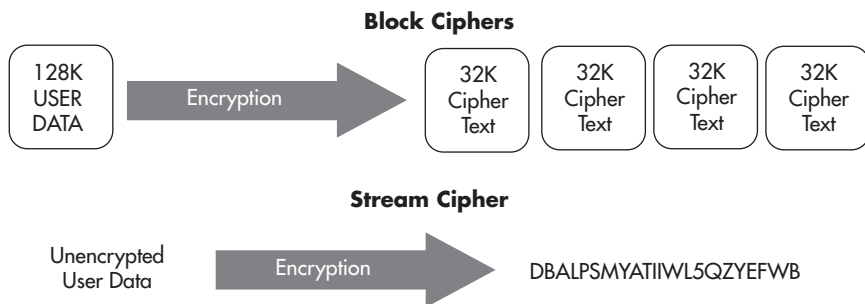 Block Ciphers
128K
USER
DATA
Encryption
32K
Cipher
Text
32K
Cipher
Text
32K
Cipher
Text
32K
Cipher
Text
Stream Cipher
Unencrypted
User Data
Encryption
DBALPSMYATIIWL5QZYEFWB